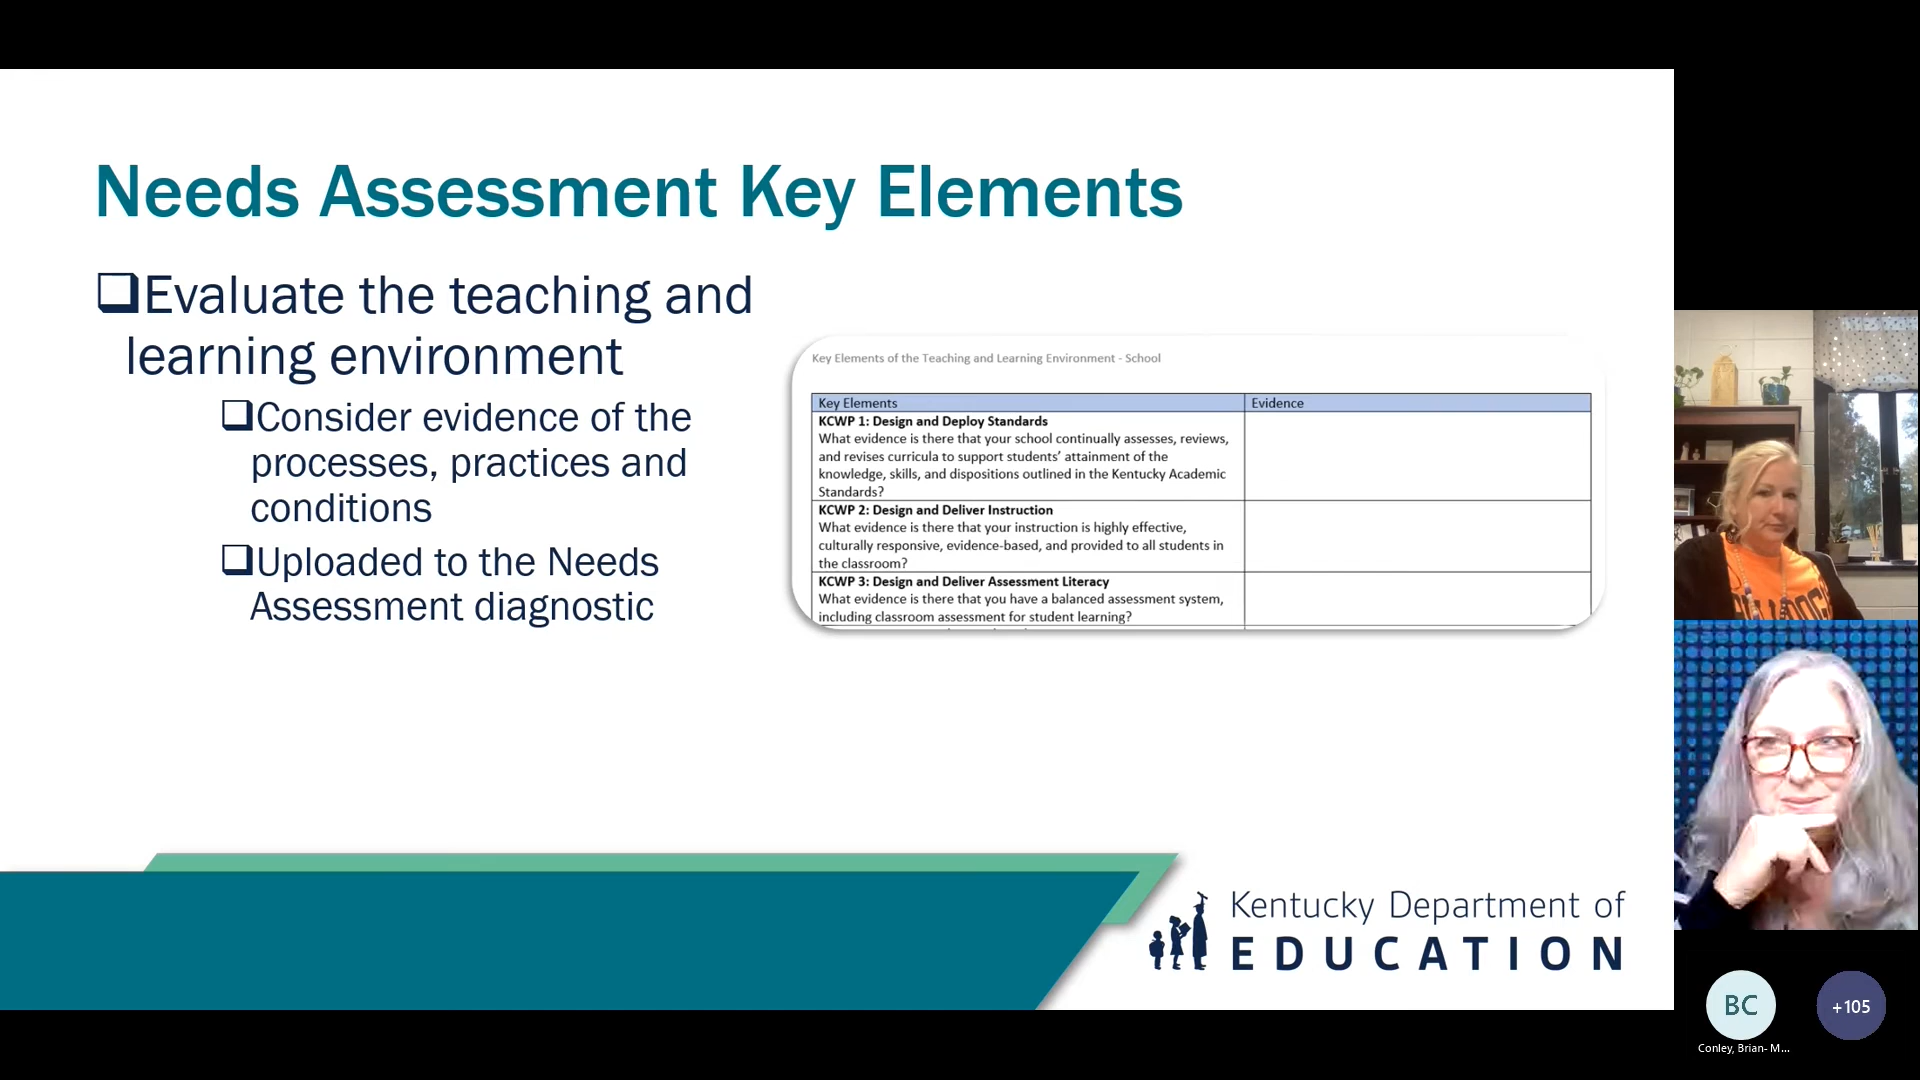 Needs Assessment Key Elements
Evaluate the teaching and
learning environment
Consider evidence of the
processes, practices and
conditions
Uploaded to the Needs
Assessment diagnostic
Key Elements of the Teaching and Learning Environment - School
Key Elements
Evidence
KCWP 1: Design and Deploy Standards
What evidence is there that your school continually assesses, reviews,
and revises curricula to support students’ attainment of the
knowledge, skills, and dispositions outlined in the Kentucky Academic
Standards?
KCWP 2: Design and Deliver Instruction
What evidence is there that your instruction is highly effective,
culturally responsive, evidence-based, and provided to all students in
the classroom?
KCWP 3: Design and Deliver Assessment Literacy
What evidence is there that you have a balanced assessment system,
including classroom assessment for student learning?
Kentucky Department of
EDUCATION
BC
+105
Conley, Brian- M...